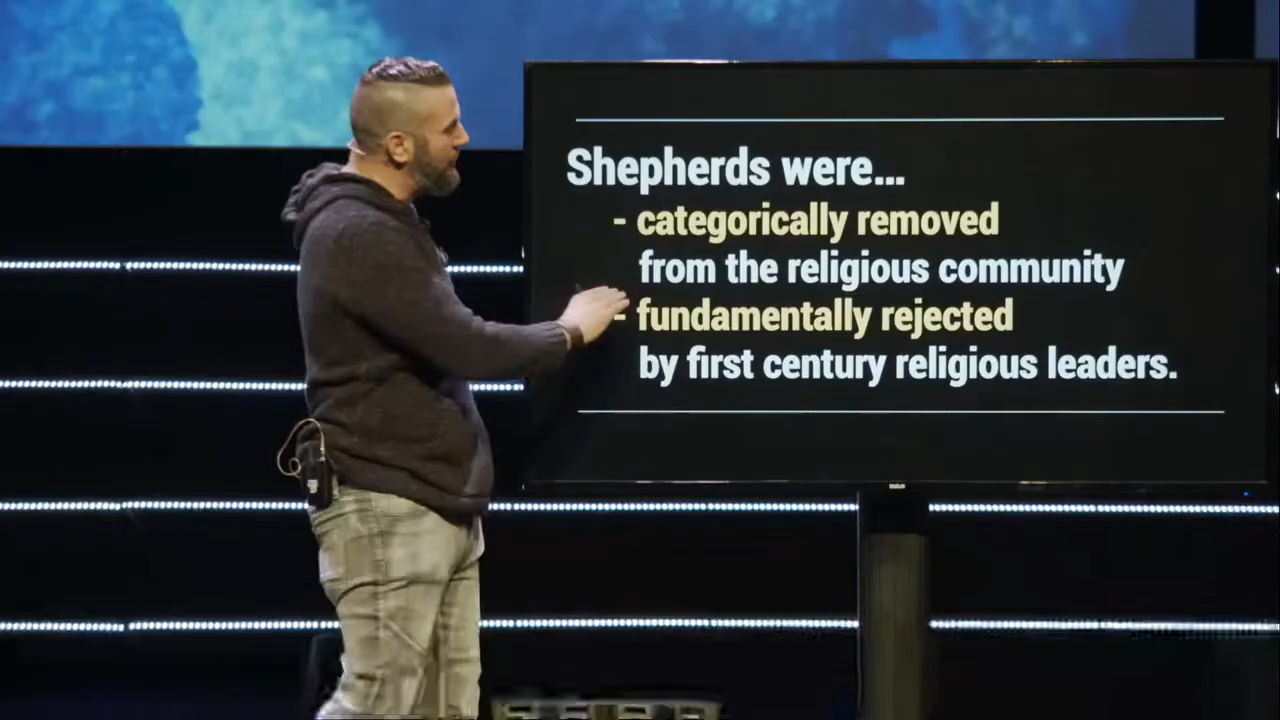 Shepherds were...
- categorically removed
from the religious community
- fundamentally rejected
by first century religious leaders.